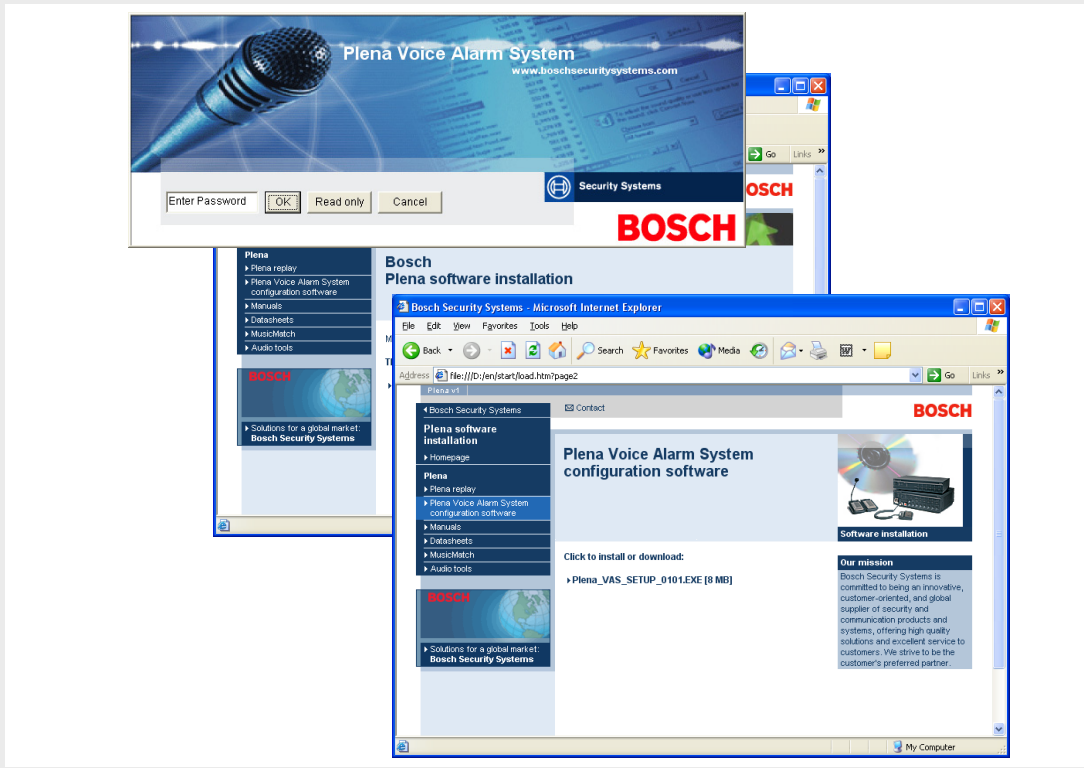 Plena Voice Alarm System
www.boschsecuritysystems.com
Enter Password
OK
Read only
Cancel
Security Systems
BOSCH
Go
Links »
OSCH
Plena
Plena replay
Plena Voice Alarm System
configuration software
Manuals
Datasheets
MusicMatch
Audio tools
BOSCH
Solutions for a global market:
Bosch Security Systems
Bosch
Plena software installation
Bosch Security Systems - Microsoft Internet Explorer
File Edit View Favorites Tools Help
Back Search Favorites Media
Address file:///D:/en/start/load.htm?page2 Go Links »
Plena v1
Bosch Security Systems
Contact
BOSCH
Plena software
installation
Homepage
Plena
Plena replay
Plena Voice Alarm System
configuration software
Manuals
Datasheets
MusicMatch
Audio tools
BOSCH
Solutions for a global market:
Bosch Security Systems
Plena Voice Alarm System
configuration software
Click to install or download:
Plena_VAS_SETUP_0101.EXE [8 MB]
Software installation
Our mission
Bosch Security Systems is
committed to being an innovative,
customer-oriented, and global
supplier of security and
communication products and
systems, offering high quality
solutions and excellent service to
customers. We strive to be the
customer's preferred partner.
My Computer